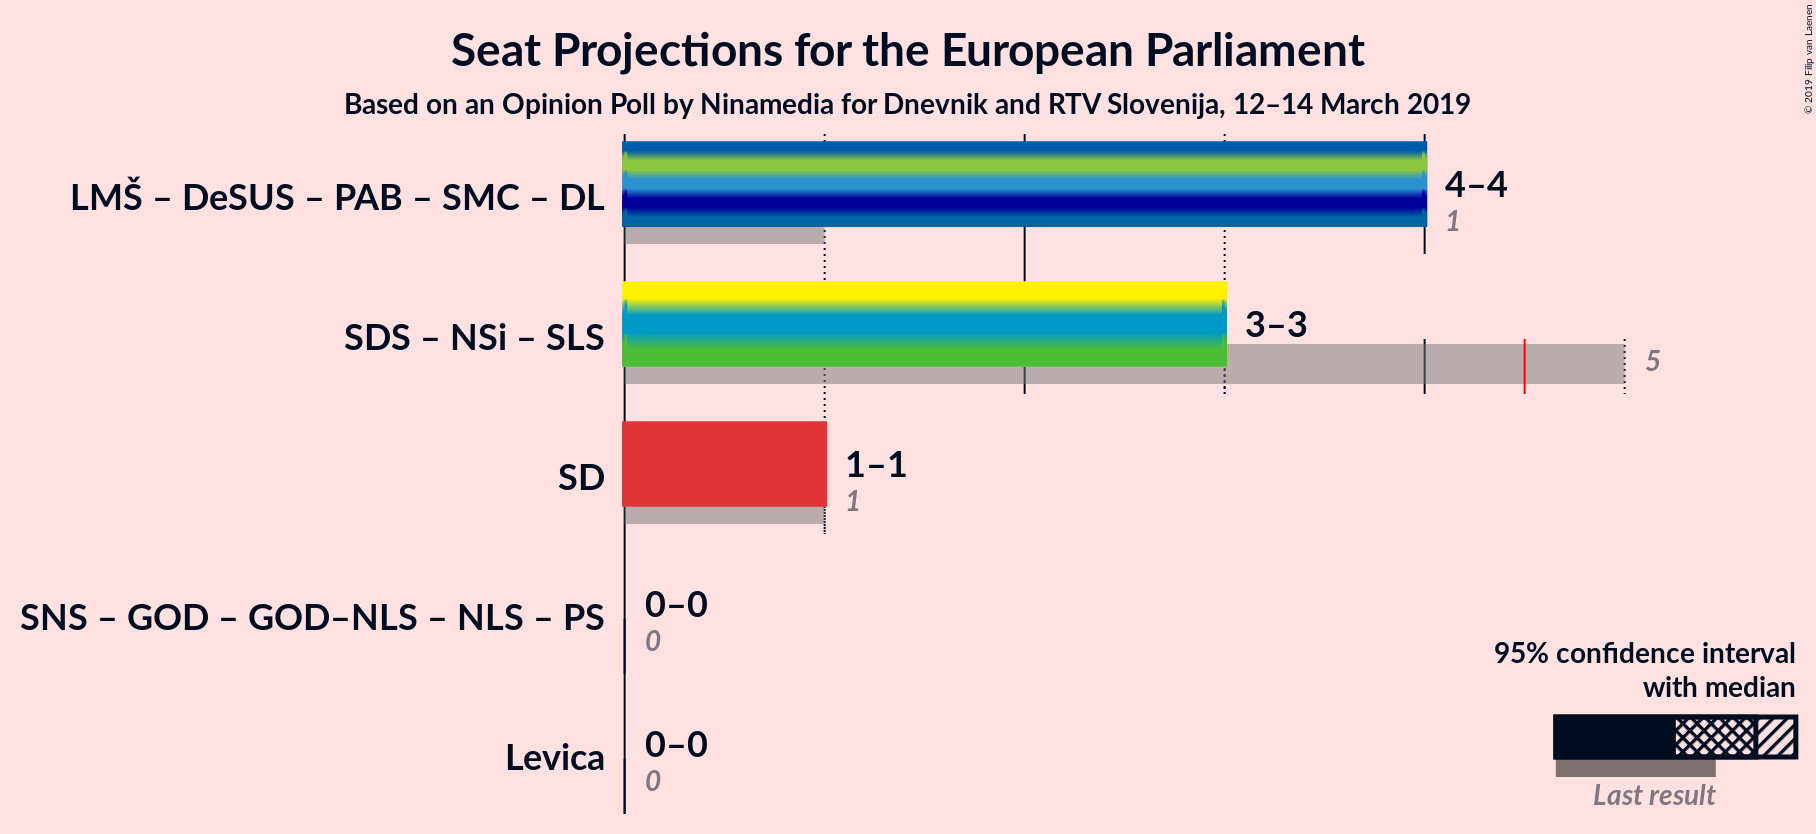 Seat Projections for the European Parliament
Based on an Opinion Poll by Ninamedia for Dnevnik and RTV Slovenija, 12–14 March 2019
© 2019 Filip van Laenen
LMŠ – DeSUS – PAB – SMC – DL
4–4
1
SDS – NSi – SLS
3–3
5
SD
1–1
1
SNS – GOD – GOD–NLS – NLS – PS
0–0
0
Levica
0–0
0
95% confidence interval
with median
Last result